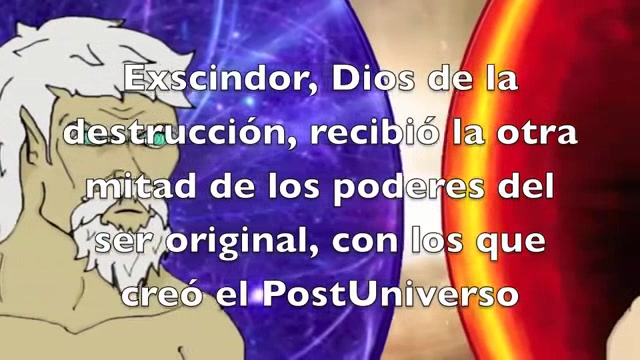 Exscindor, Dios de la
destrucción, recibió la otra
mitad de los poderes del
ser original, con los que
creó el PostUniverso